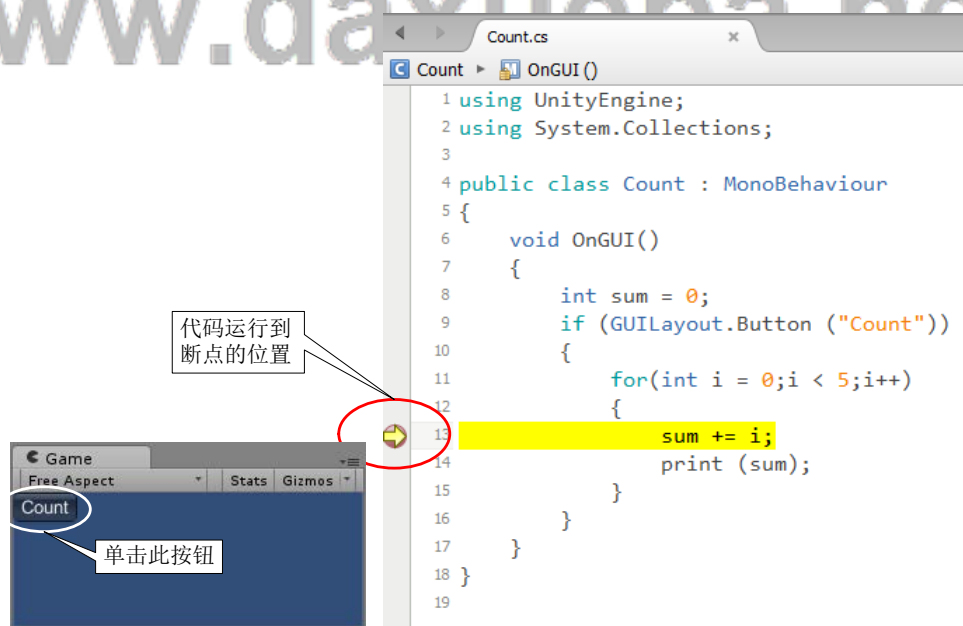 Count.cs ×
Count ▸ OnGUI ()
1 using UnityEngine;
2 using System.Collections;
3
4 public class Count : MonoBehaviour
5 {
6 void OnGUI()
7 {
8 int sum = 0;
9 if (GUILayout.Button ("Count"))
10 {
11 for(int i = 0;i < 5;i++)
12 {
13 sum += i;
14 print (sum);
15 }
16 }
17 }
18 }
19
代码运行到
断点的位置
Game
Free Aspect Stats Gizmos
Count
单击此按钮